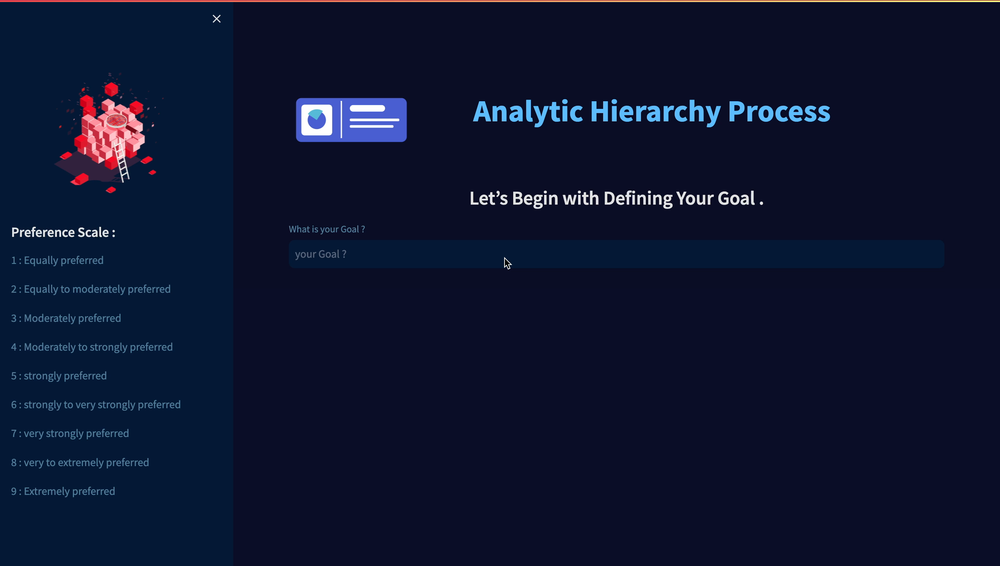 Preference Scale :
1 : Equally preferred
2 : Equally to moderately preferred
3 : Moderately preferred
4 : Moderately to strongly preferred
5 : strongly preferred
6 : strongly to very strongly preferred
7 : very strongly preferred
8 : very to extremely preferred
9 : Extremely preferred
Analytic Hierarchy Process
Let’s Begin with Defining Your Goal .
What is your Goal ?
your Goal ?